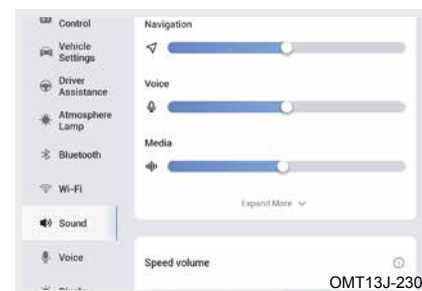 Control
Vehicle
Settings
Driver
Assistance
Atmosphere
Lamp
Bluetooth
Wi-Fi
Sound
Voice
Display
Navigation
Voice
Media
Expand More
Speed volume
OMT13J-230